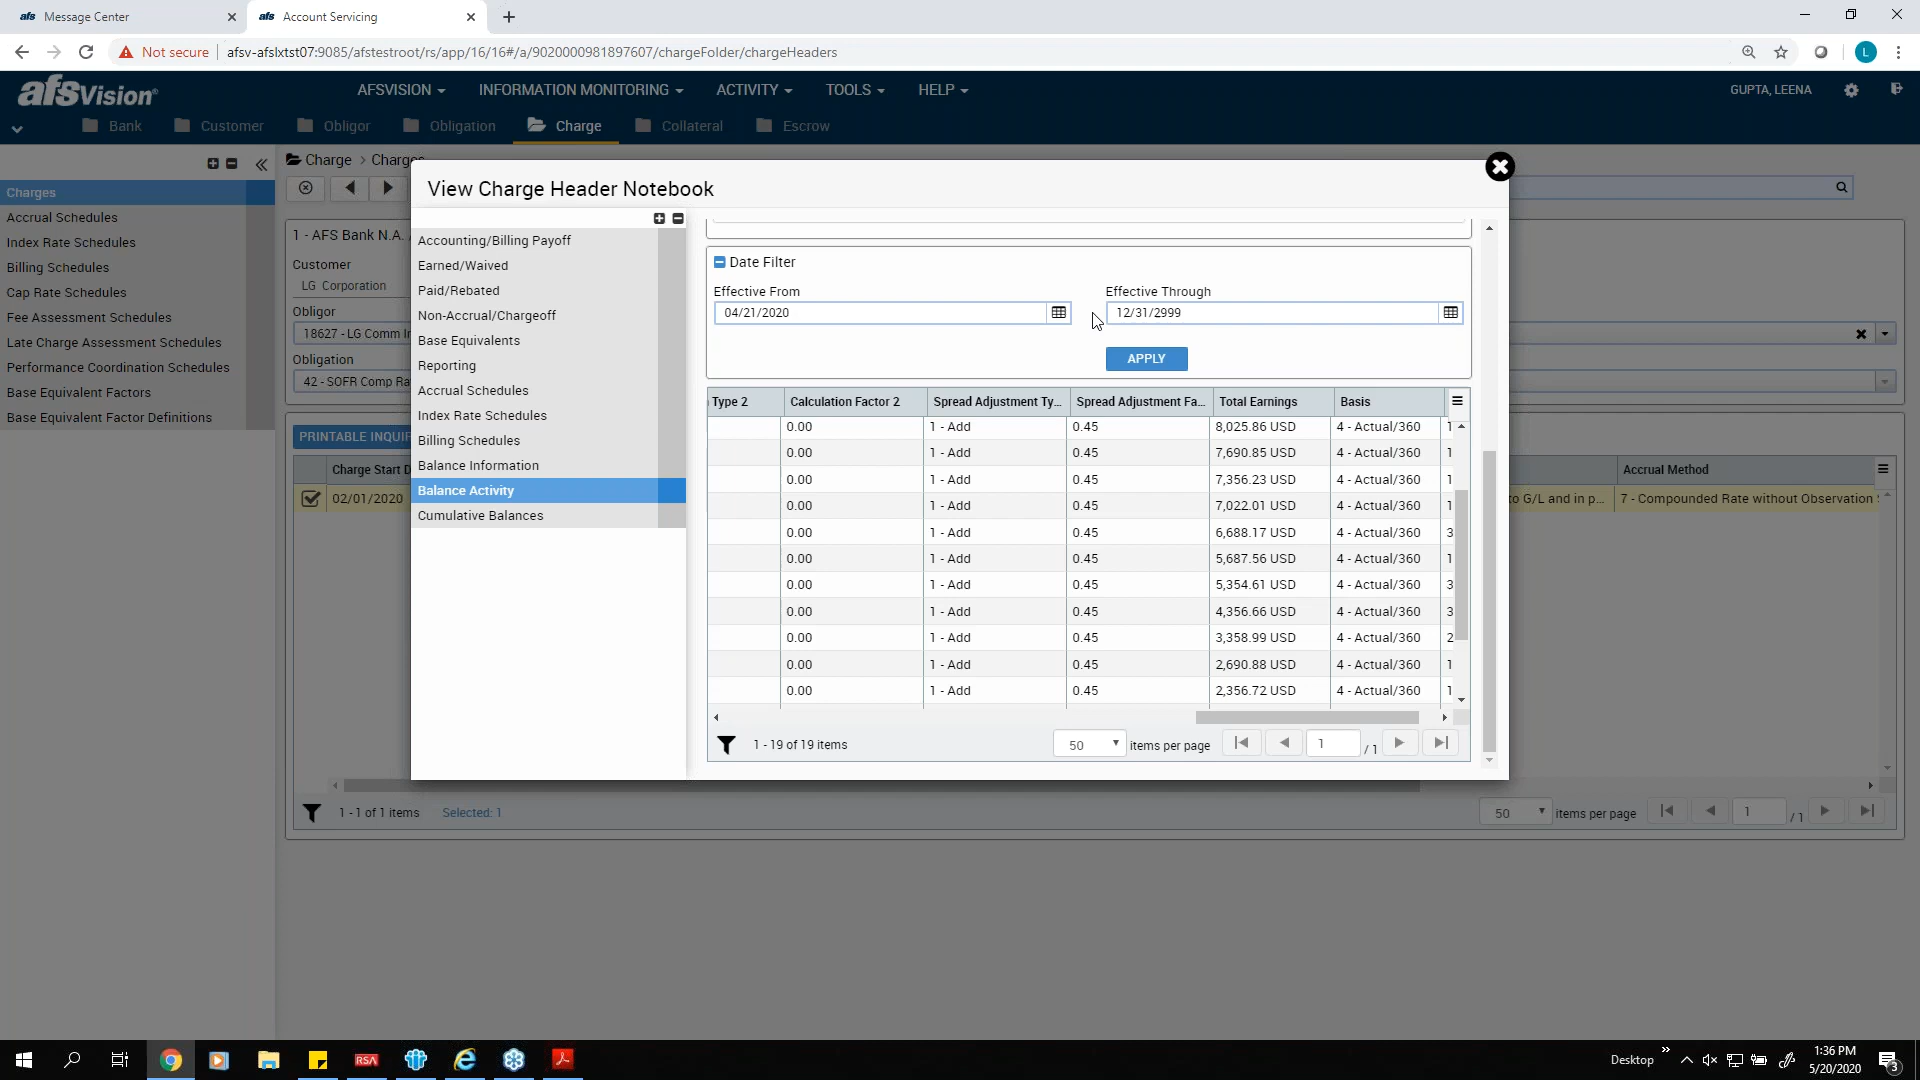 afs Message Center
afs Account Servicing
Not secure afsv-afslxtst07:9085/afstestroot/rs/app/16/16#/a/9020000981897607/chargeFolder/chargeHeaders
L
afsVision®
AFSVISION INFORMATION MONITORING ACTIVITY TOOLS HELP
GUPTA, LEENA
Bank Customer Obligor Obligation Charge Collateral Escrow
Charges
Accrual Schedules
Index Rate Schedules
Billing Schedules
Cap Rate Schedules
Fee Assessment Schedules
Late Charge Assessment Schedules
Performance Coordination Schedules
Base Equivalent Factors
Base Equivalent Factor Definitions
Charge > Charges
1 - AFS Bank N.A.
Customer
LG Corporation
Obligor
18627 - LG Comm
Obligation
42 - SOFR Comp
PRINTABLE
Charge Start
02/01/2020
Accrual Method
to G/L and in p... 7 - Compounded Rate without Observation
1 - 1 of 1 items Selected: 1
50 items per page 1 / 1
View Charge Header Notebook
Accounting/Billing Payoff
Earned/Waived
Paid/Rebated
Non-Accrual/Chargeoff
Base Equivalents
Reporting
Accrual Schedules
Index Rate Schedules
Billing Schedules
Balance Information
Balance Activity
Cumulative Balances
Date Filter
Effective From Effective Through
04/21/2020 12/31/2999
APPLY
Type 2 Calculation Factor 2 Spread Adjustment Ty... Spread Adjustment Fa... Total Earnings Basis
0.00 1 - Add 0.45 8,025.86 USD 4 - Actual/360 1
0.00 1 - Add 0.45 7,690.85 USD 4 - Actual/360 1
0.00 1 - Add 0.45 7,356.23 USD 4 - Actual/360 1
0.00 1 - Add 0.45 7,022.01 USD 4 - Actual/360 1
0.00 1 - Add 0.45 6,688.17 USD 4 - Actual/360 3
0.00 1 - Add 0.45 5,687.56 USD 4 - Actual/360 1
0.00 1 - Add 0.45 5,354.61 USD 4 - Actual/360 3
0.00 1 - Add 0.45 4,356.66 USD 4 - Actual/360 3
0.00 1 - Add 0.45 3,358.99 USD 4 - Actual/360 2
0.00 1 - Add 0.45 2,690.88 USD 4 - Actual/360 1
0.00 1 - Add 0.45 2,356.72 USD 4 - Actual/360 1
1 - 19 of 19 items 50 items per page 1 / 1
RSA
Desktop
1:36 PM
5/20/2020
3